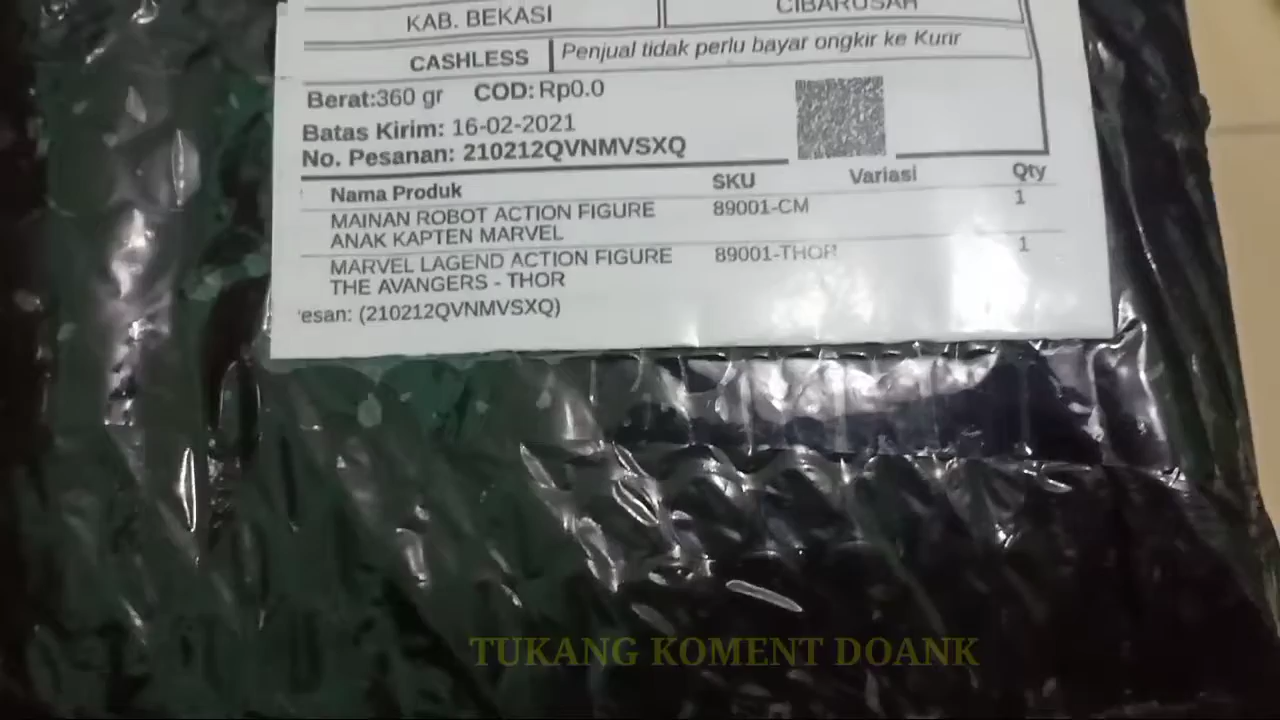 KAB. BEKASI
CIBARUSAH
CASHLESS Penjual tidak perlu bayar ongkir ke Kurir
Berat:360 gr COD: Rp0.0
Batas Kirim: 16-02-2021
No. Pesanan: 210212QVNMVSXQ
Nama Produk SKU Variasi Qty
MAINAN ROBOT ACTION FIGURE 89001-CM 1
ANAK KAPTEN MARVEL
MARVEL LAGEND ACTION FIGURE 89001-THOR 1
THE AVANGERS - THOR
esan: (210212QVNMVSXQ)
TUKANG KOMENT DOANK